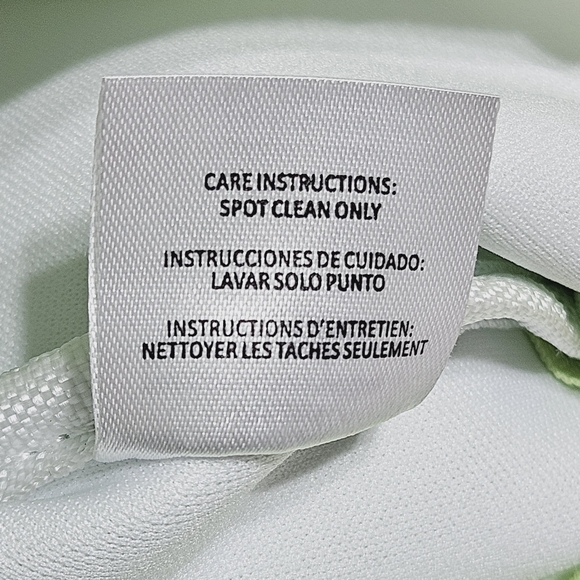 CARE INSTRUCTIONS:
SPOT CLEAN ONLY
INSTRUCCIONES DE CUIDADO:
LAVAR SOLO PUNTO
INSTRUCTIONS D'ENTRETIEN:
NETTOYER LES TACHES SEULEMENT